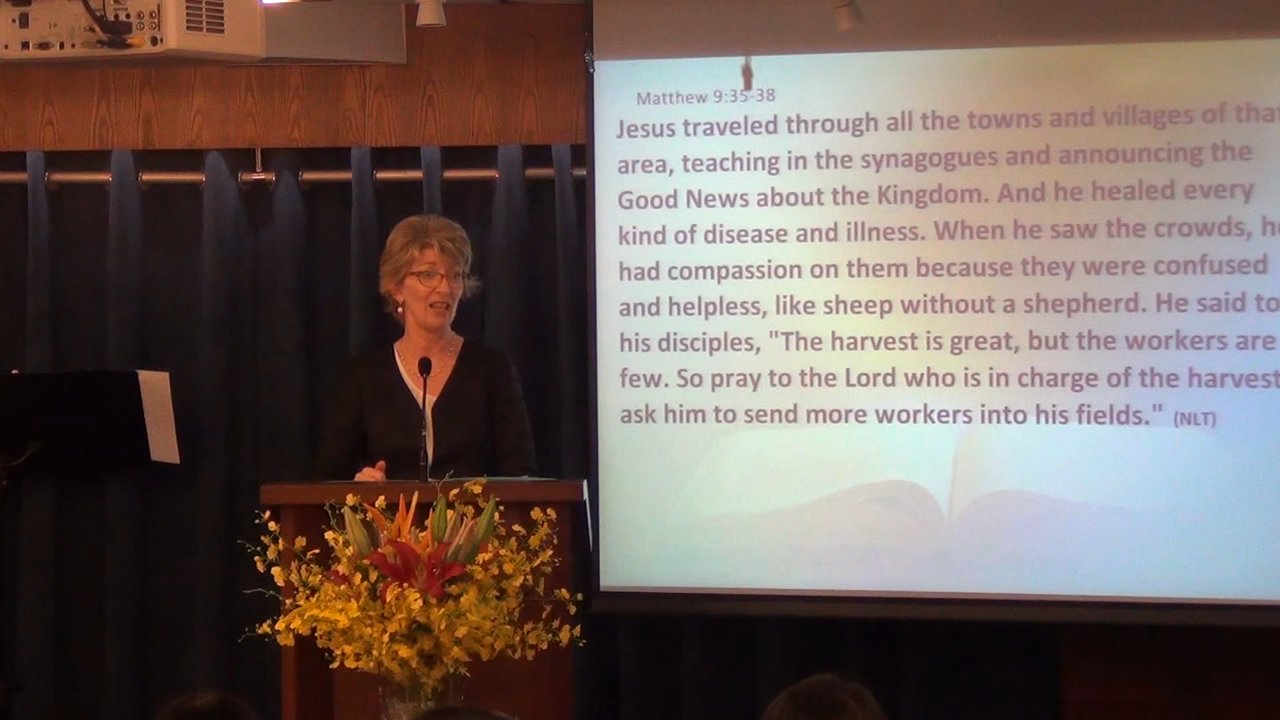 Matthew 9:35-38
Jesus traveled through all the towns and villages of that
area, teaching in the synagogues and announcing the
Good News about the Kingdom. And he healed every
kind of disease and illness. When he saw the crowds, he
had compassion on them because they were confused
and helpless, like sheep without a shepherd. He said to
his disciples, "The harvest is great, but the workers are
few. So pray to the Lord who is in charge of the harvest
ask him to send more workers into his fields." (NLT)